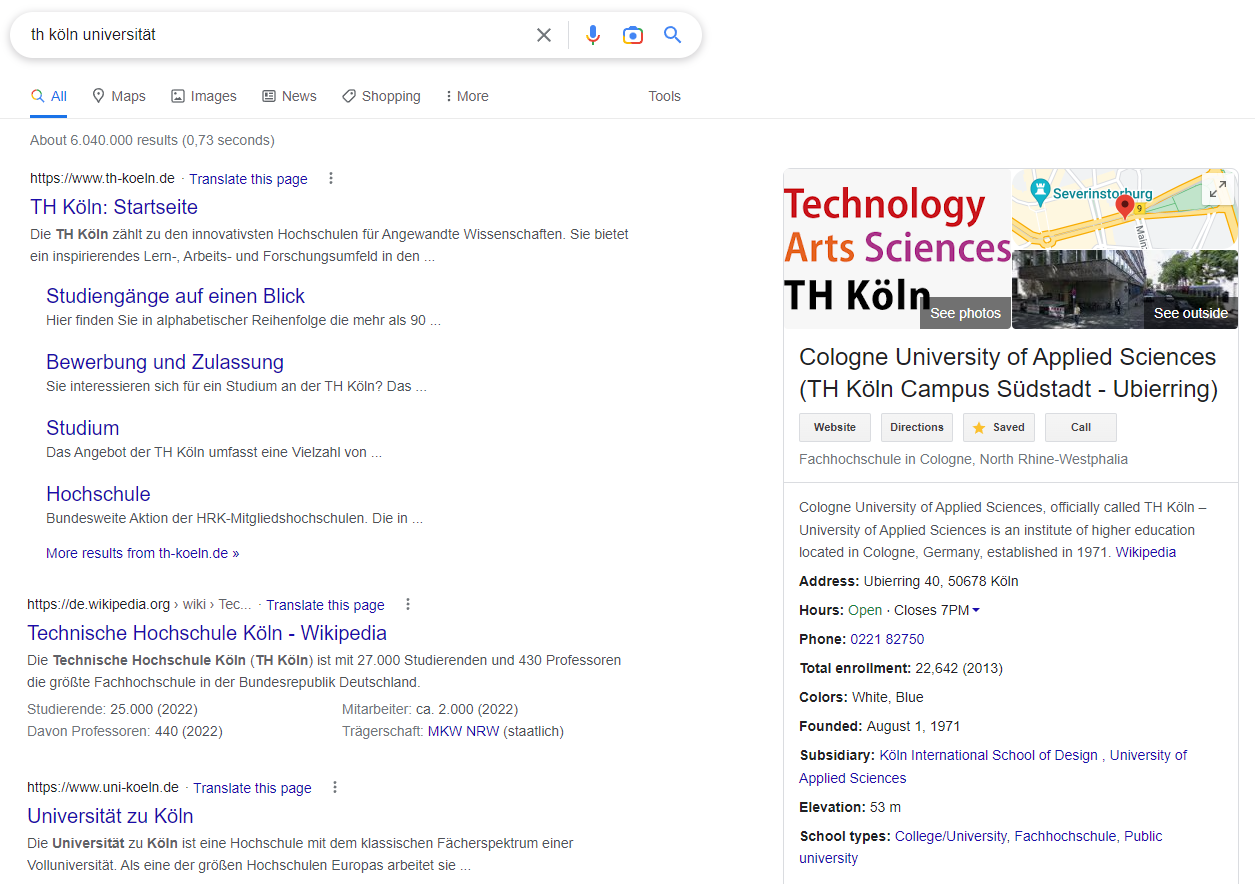 th köln universität
All
Maps
Images
News
Shopping
More
Tools
About 6.040.000 results (0,73 seconds)
https://www.th-koeln.de · Translate this page
TH Köln: Startseite
Die TH Köln zählt zu den innovativsten Hochschulen für Angewandte Wissenschaften. Sie bietet
ein inspirierendes Lern-, Arbeits- und Forschungsumfeld in den ...
Studiengänge auf einen Blick
Hier finden Sie in alphabetischer Reihenfolge die mehr als 90 ...
Bewerbung und Zulassung
Sie interessieren sich für ein Studium an der TH Köln? Das ...
Studium
Das Angebot der TH Köln umfasst eine Vielzahl von ...
Hochschule
Bundesweite Aktion der HRK-Mitgliedshochschulen. Die in ...
More results from th-koeln.de »
https://de.wikipedia.org › wiki › Tec... · Translate this page
Technische Hochschule Köln - Wikipedia
Die Technische Hochschule Köln (TH Köln) ist mit 27.000 Studierenden und 430 Professoren
die größte Fachhochschule in der Bundesrepublik Deutschland.
Studierende: 25.000 (2022)
Mitarbeiter: ca. 2.000 (2022)
Davon Professoren: 440 (2022)
Trägerschaft: MKW NRW (staatlich)
https://www.uni-koeln.de · Translate this page
Universität zu Köln
Die Universität zu Köln ist eine Hochschule mit dem klassischen Fächerspektrum einer
Volluniversität. Als eine der großen Hochschulen Europas arbeitet sie ...
Technology
Arts Sciences
TH Köln
See photos
Severinstorburg
9
Main
See outside
Cologne University of Applied Sciences
(TH Köln Campus Südstadt - Ubierring)
Website
Directions
Saved
Call
Fachhochschule in Cologne, North Rhine-Westphalia
Cologne University of Applied Sciences, officially called TH Köln –
University of Applied Sciences is an institute of higher education
located in Cologne, Germany, established in 1971. Wikipedia
Address: Ubierring 40, 50678 Köln
Hours: Open · Closes 7PM
Phone: 0221 82750
Total enrollment: 22,642 (2013)
Colors: White, Blue
Founded: August 1, 1971
Subsidiary: Köln International School of Design , University of
Applied Sciences
Elevation: 53 m
School types: College/University, Fachhochschule, Public
university